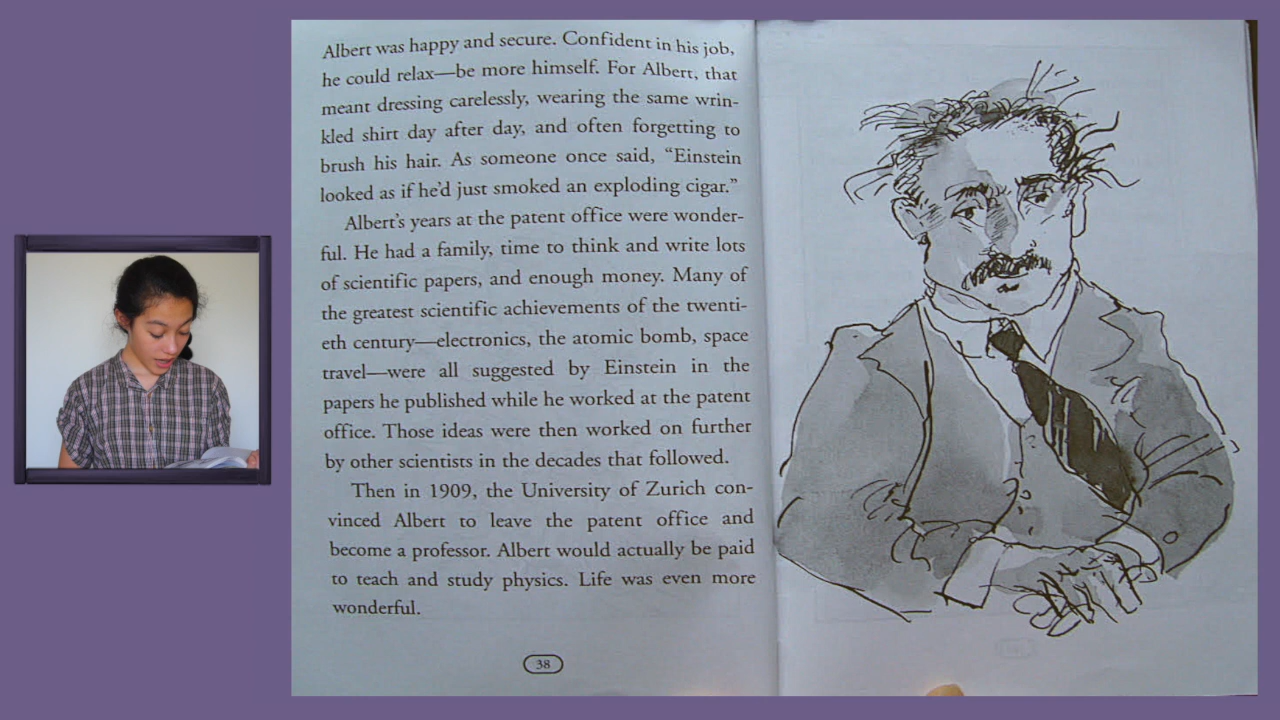 Albert was happy and secure. Confident in his job,
he could relax—be more himself. For Albert, that
meant dressing carelessly, wearing the same wrin-
kled shirt day after day, and often forgetting to
brush his hair. As someone once said, “Einstein
looked as if he’d just smoked an exploding cigar.”
Albert’s years at the patent office were wonder-
ful. He had a family, time to think and write lots
of scientific papers, and enough money. Many of
the greatest scientific achievements of the twenti-
eth century—electronics, the atomic bomb, space
travel—were all suggested by Einstein in the
papers he published while he worked at the patent
office. Those ideas were then worked on further
by other scientists in the decades that followed.
Then in 1909, the University of Zurich con-
vinced Albert to leave the patent office and
become a professor. Albert would actually be paid
to teach and study physics. Life was even more
wonderful.
38